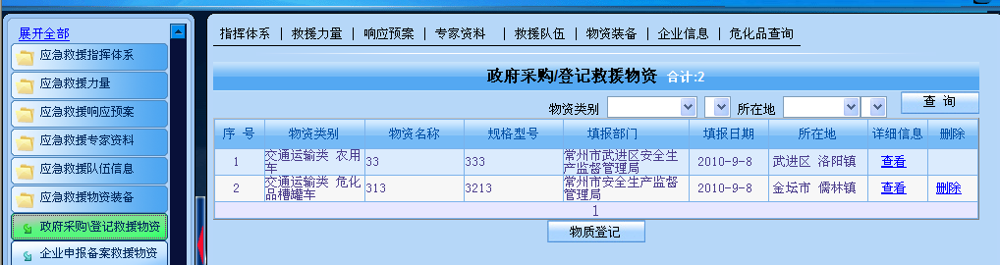 展开全部
应急救援指挥体系
应急救援力量
应急救援响应预案
应急救援专家资料
应急救援队伍信息
应急救援物资装备
政府采购\登记救援物资
企业申报备案救援物资
指挥体系 | 救援力量 | 响应预案 | 专家资料 | 救援队伍 | 物资装备 | 企业信息 | 危化品查询
政府采购/登记救援物资 合计:2
物资类别 所在地 查 询
序 号 物资类别 物资名称 规格型号 填报部门 填报日期 所在地 详细信息 删除
1 交通运输类 农用车 33 333 常州市武进区安全生产监督管理局 2010-9-8 武进区 洛阳镇 查看
2 交通运输类 危化品槽罐车 313 3213 常州市安全生产监督管理局 2010-9-8 金坛市 儒林镇 查看 删除
1
物质登记